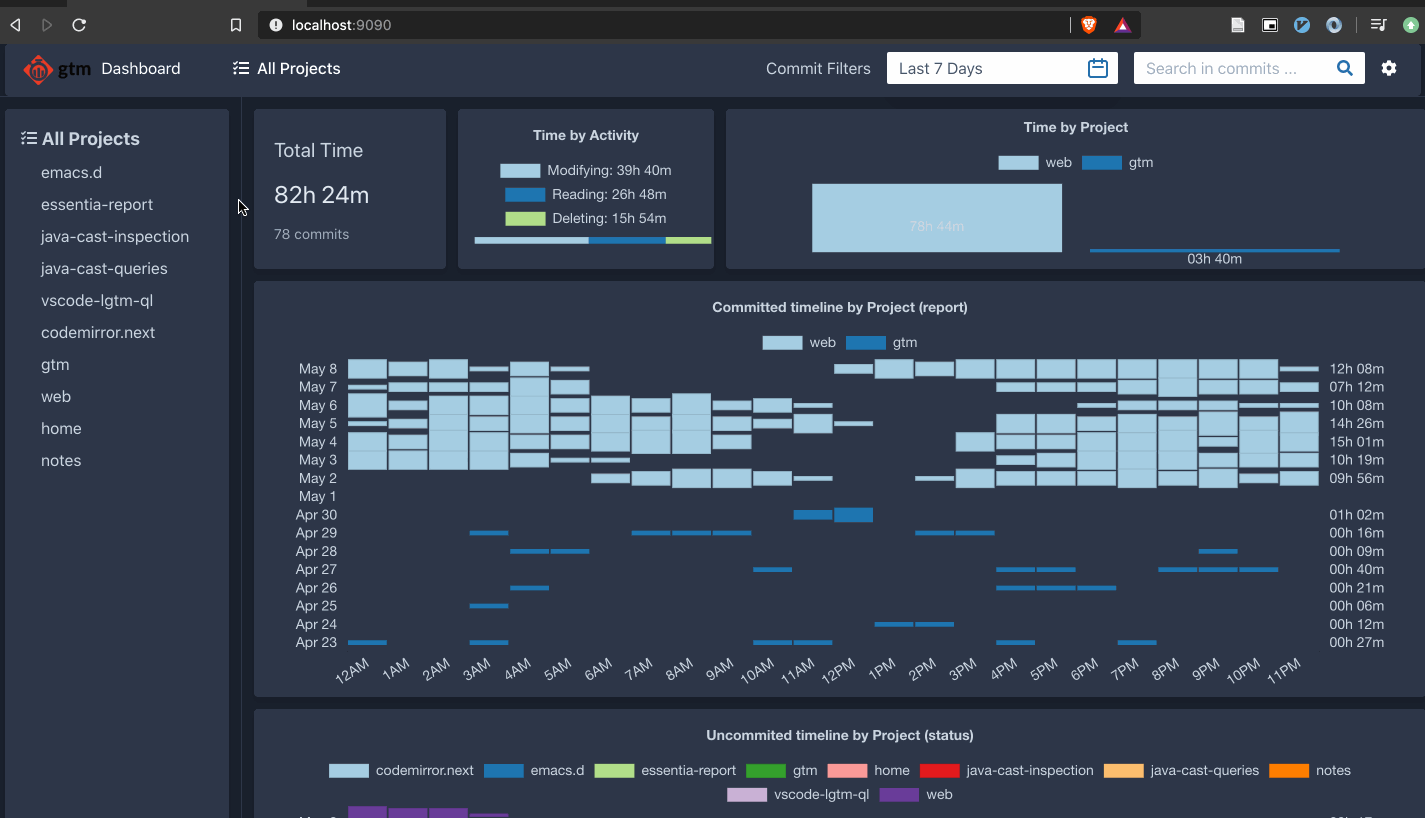 localhost:9090
gtm Dashboard All Projects Commit Filters Last 7 Days Search in commits ...
All Projects
emacs.d
essentia-report
java-cast-inspection
java-cast-queries
vscode-lgtm-ql
codemirror.next
gtm
web
home
notes
Total Time
82h 24m
78 commits
Time by Activity
Modifying: 39h 40m
Reading: 26h 48m
Deleting: 15h 54m
Time by Project
web gtm
78h 44m
03h 40m
Committed timeline by Project (report)
web gtm
May 8 12h 08m
May 7 07h 12m
May 6 10h 08m
May 5 14h 26m
May 4 15h 01m
May 3 10h 19m
May 2 09h 56m
May 1
Apr 30 01h 02m
Apr 29 00h 16m
Apr 28 00h 09m
Apr 27 00h 40m
Apr 26 00h 21m
Apr 25 00h 06m
Apr 24 00h 12m
Apr 23 00h 27m
12AM 1AM 2AM 3AM 4AM 5AM 6AM 7AM 8AM 9AM 10AM 11AM 12PM 1PM 2PM 3PM 4PM 5PM 6PM 7PM 8PM 9PM 10PM 11PM
Uncommited timeline by Project (status)
codemirror.next emacs.d essentia-report gtm home java-cast-inspection java-cast-queries notes
vscode-lgtm-ql web